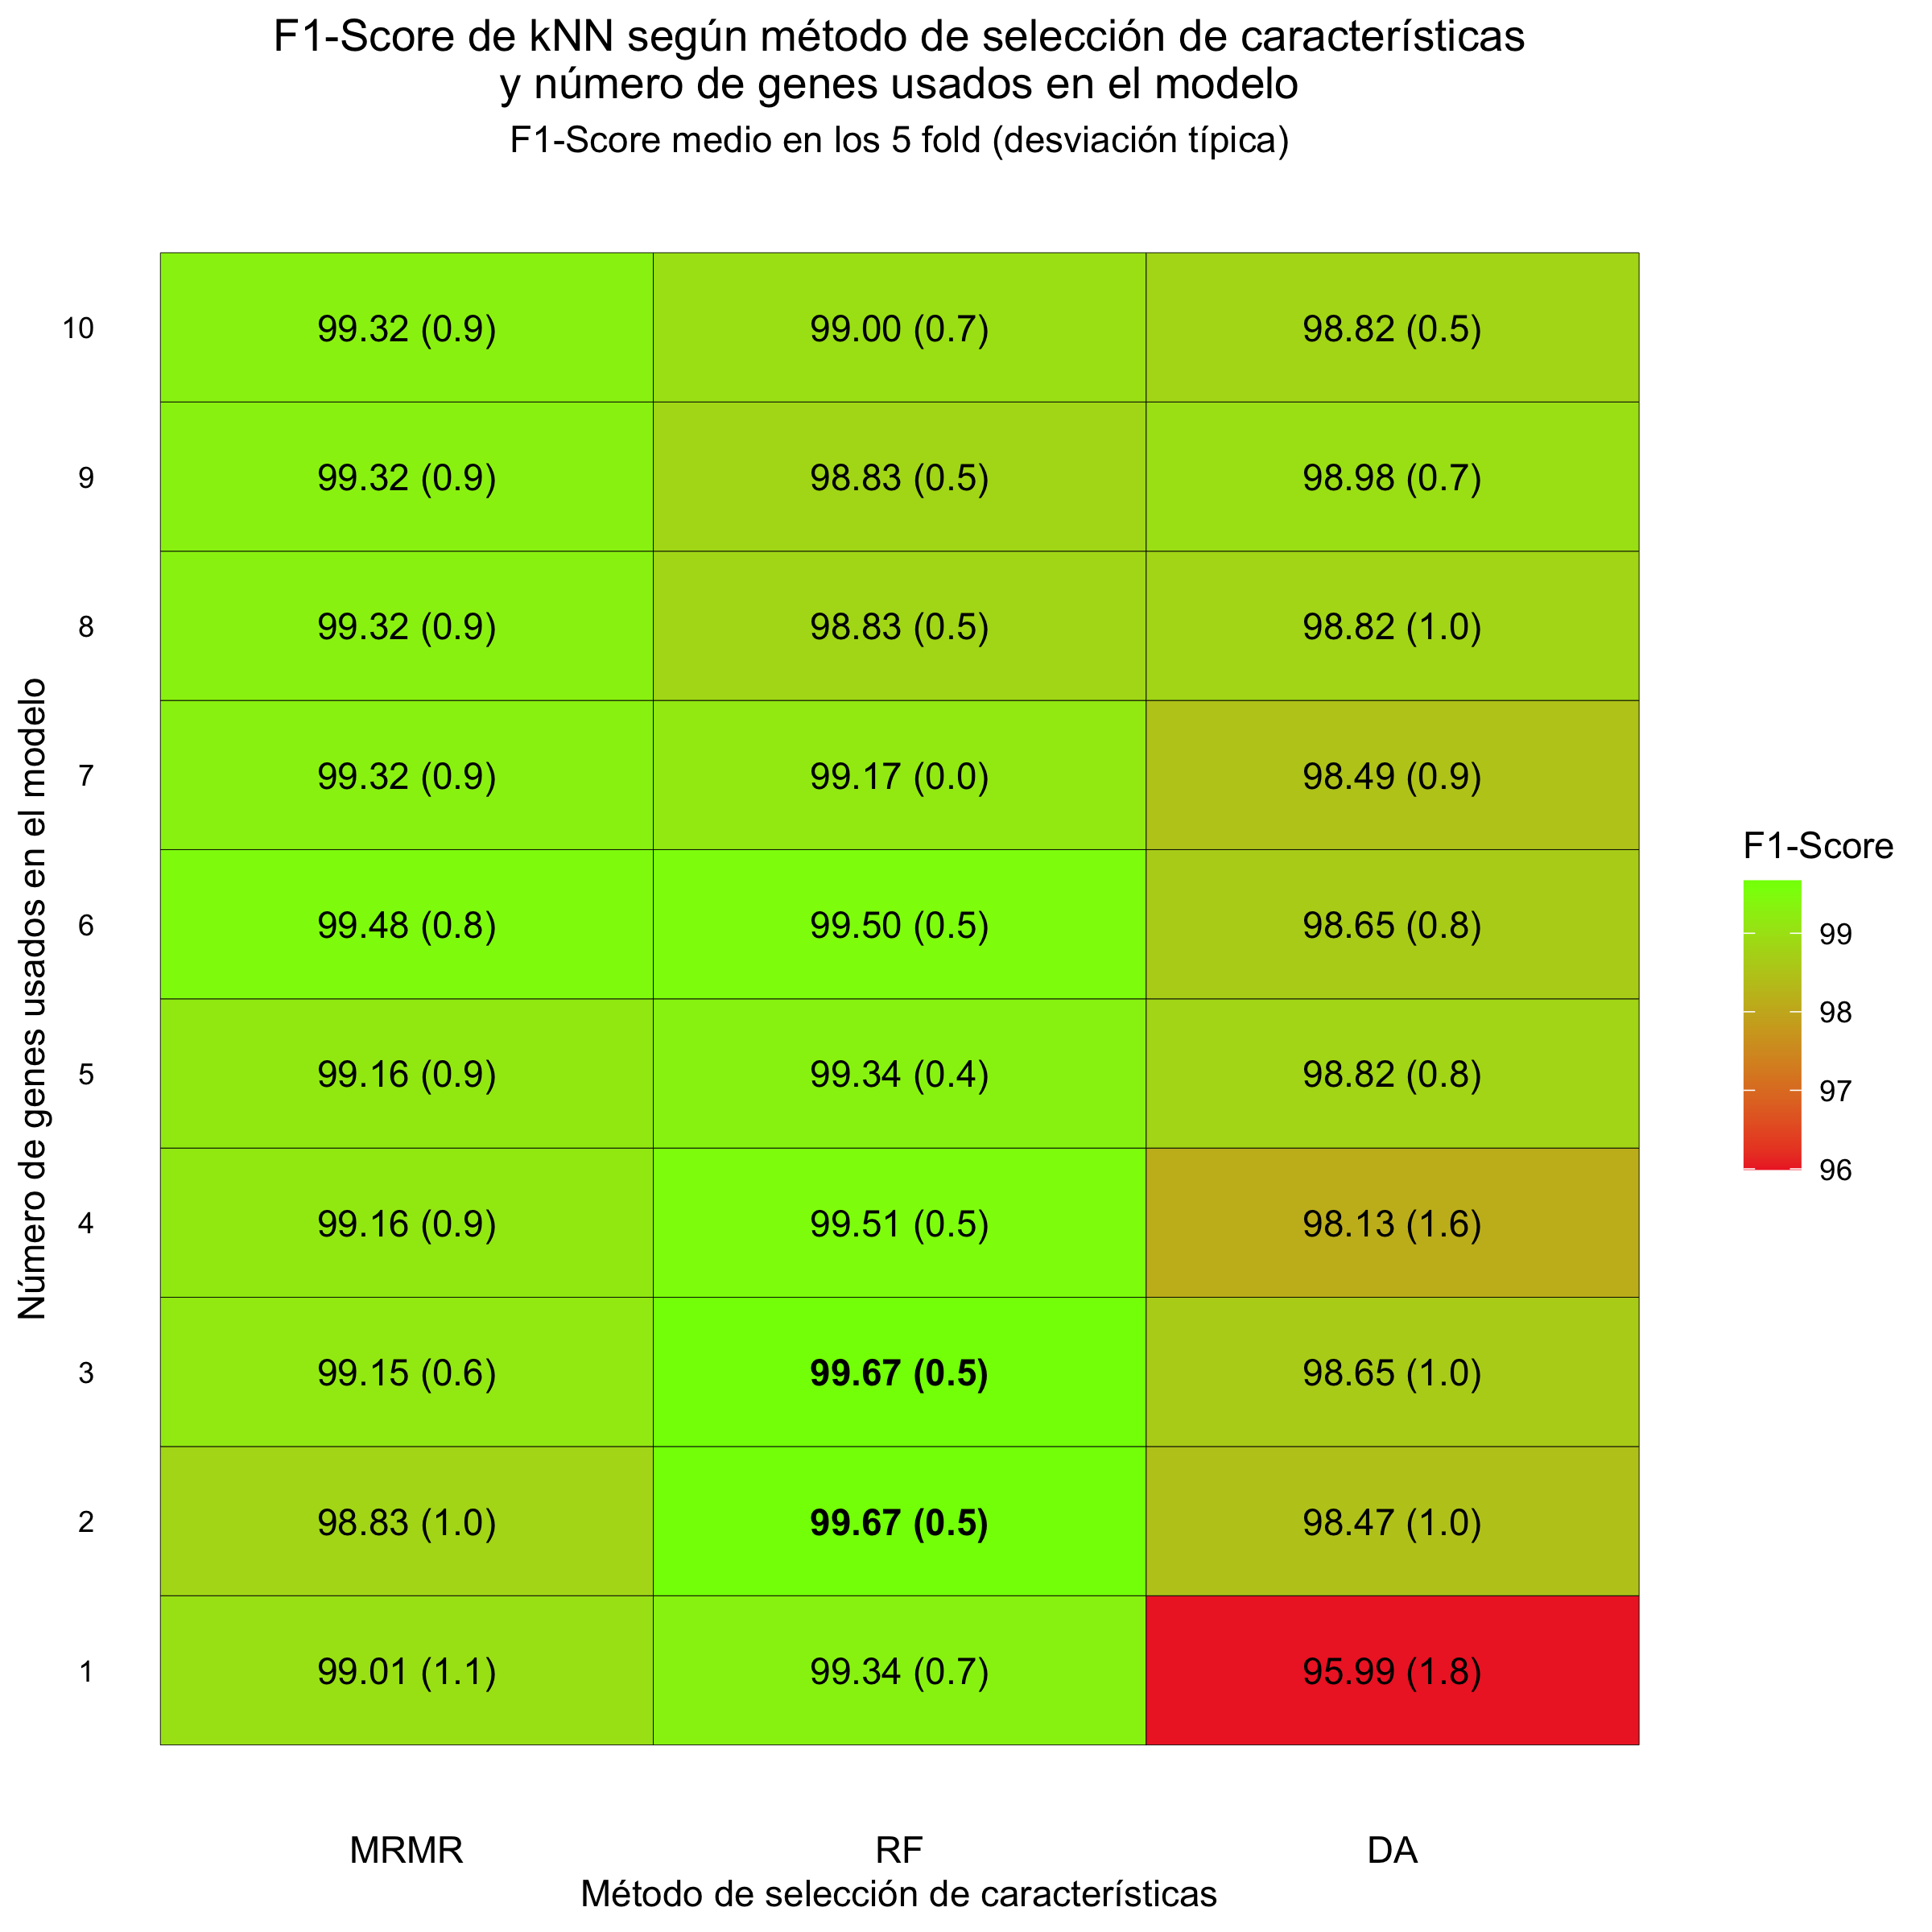 F1-Score de kNN según método de selección de características
y número de genes usados en el modelo
F1-Score medio en los 5 fold (desviación típica)
Número de genes usados en el modelo
10 99.32 (0.9) 99.00 (0.7) 98.82 (0.5)
9 99.32 (0.9) 98.83 (0.5) 98.98 (0.7)
8 99.32 (0.9) 98.83 (0.5) 98.82 (1.0)
7 99.32 (0.9) 99.17 (0.0) 98.49 (0.9)
6 99.48 (0.8) 99.50 (0.5) 98.65 (0.8)
5 99.16 (0.9) 99.34 (0.4) 98.82 (0.8)
4 99.16 (0.9) 99.51 (0.5) 98.13 (1.6)
3 99.15 (0.6) 99.67 (0.5) 98.65 (1.0)
2 98.83 (1.0) 99.67 (0.5) 98.47 (1.0)
1 99.01 (1.1) 99.34 (0.7) 95.99 (1.8)
MRMR RF DA
Método de selección de características
F1-Score
99
98
97
96